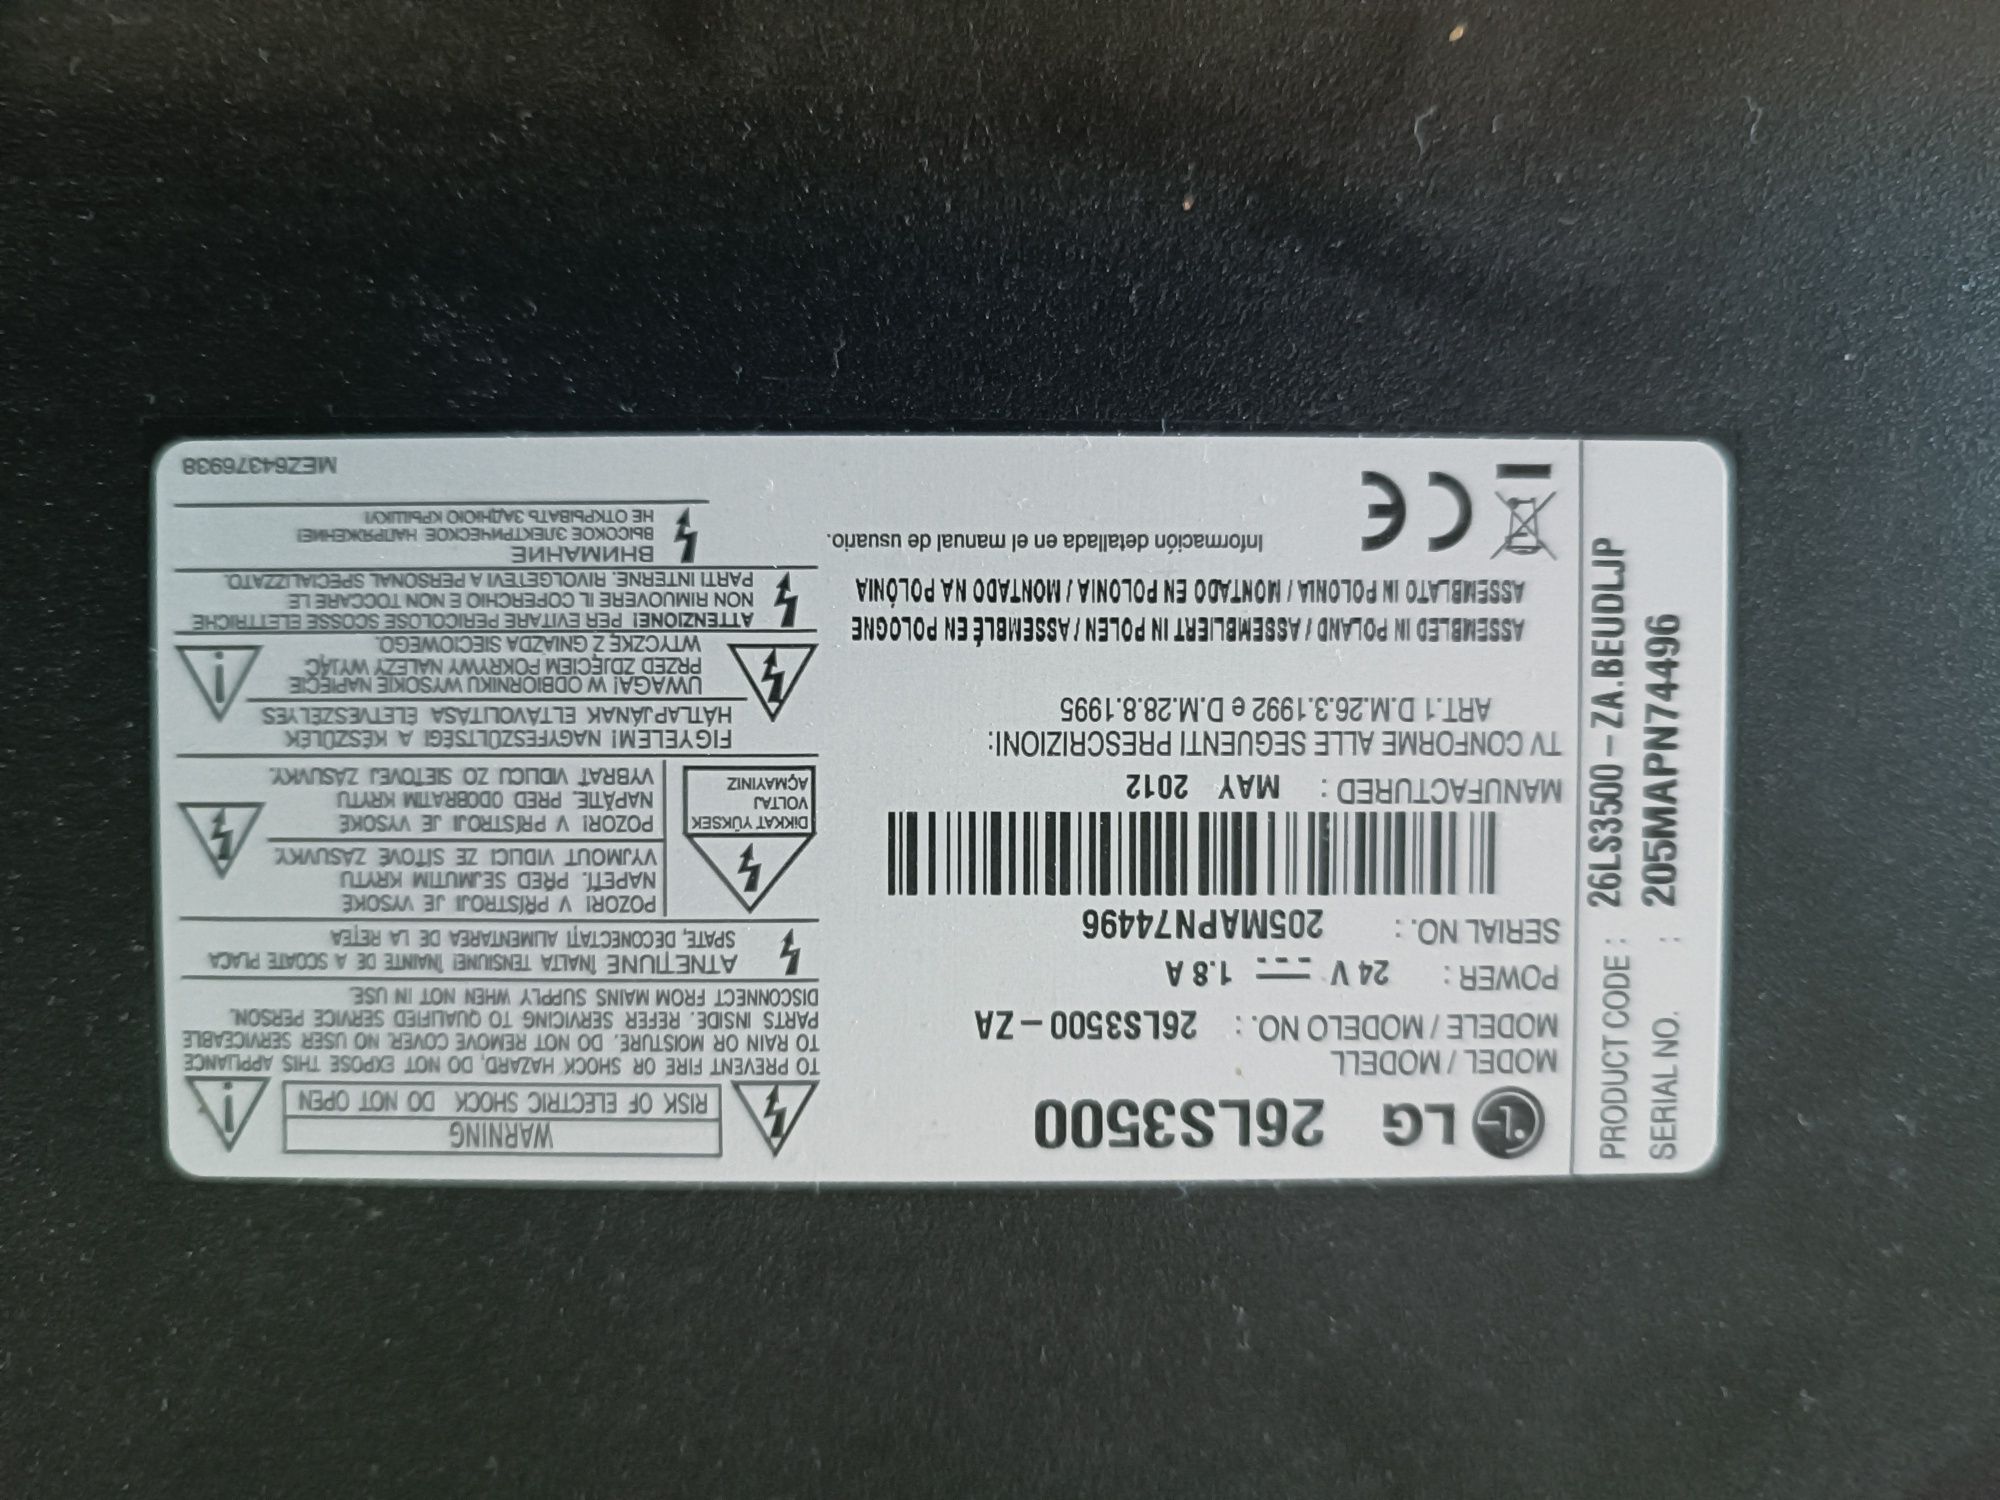 LG 26LS3500
MODEL / MODELL
MODELE / MODELO NO. : 26LS3500 – ZA
POWER : 24 V ⎓ 1.8 A
SERIAL NO. : 205MAPN74496
MANUFACTURED : MAY 2012
TV CONFORME ALLE SEGUENTI PRESCRIZIONI:
ART.1 D.M.26.3.1992 e D.M.28.8.1995
ASSEMBLED IN POLAND / ASSEMBLIERT IN POLEN / ASSEMBLÉ EN POLOGNE
ASSEMBLATO IN POLONIA / MONTADO EN POLONIA / MONTADO NA POLÓNIA
CE
Información detallada en el manual de usuario.
WARNING
RISK OF ELECTRIC SHOCK DO NOT OPEN
TO PREVENT FIRE OR SHOCK HAZARD, DO NOT EXPOSE THIS APPLIANCE
TO RAIN OR MOISTURE. DO NOT REMOVE COVER. NO USER SERVICEABLE
PARTS INSIDE. REFER SERVICING TO QUALIFIED SERVICE PERSON.
DISCONNECT FROM MAINS SUPPLY WHEN NOT IN USE.
ATNEȚIUNE ÎNALTA TENSIUNE! ÎNAINTE DE A SCOATE PLACA
SPATE, DECONECTAȚI ALIMENTAREA DE LA REȚEA
DİKKAT YÜKSEK
VOLTAJ
AÇMAYINIZ
POZOR! V PŘÍSTROJI JE VYSOKÉ
NAPĚTÍ. PŘED SEJMUTIM KRYTU
VYJMOUT VIDLICI ZE SÍŤOVÉ ZÁSUVKY.
POZOR! V PRÍSTROJI JE VYSOKÉ
NAPÄTIE. PRED ODOBRATIM KRYTU
VYBRAŤ VIDLICU ZO SIEŤOVEJ ZÁSUVKY.
FIGYELEM! NAGYFESZÜLTSÉG! A KÉSZÜLÉK
HÁTLAPJÁNAK ELTÁVOLITÁSA ÉLETVESZÉLYES
UWAGA! W ODBIORNIKU WYSOKIE NAPIĘCIE
PRZED ZDJĘCIEM POKRYWY NALEŻY WYJĄĆ
WTYCZKĘ Z GNIAZDA SIECIOWEGO.
ATTENZIONE! PER EVITARE PERICOLOSE SCOSSE ELETTRICHE
NON RIMUOVERE IL COPERCHIO E NON TOCCARE LE
PARTI INTERNE. RIVOLGETEVI A PERSONAL SPECIALIZZATO.
ВНИМАНИЕ
ВЫСОКОЕ ЭЛЕКТРИЧЕСКОЕ НАПРЯЖЕНИЕ!
НЕ ОТКРЫВАТЬ ЗАДНЮЮ КРЫШКУ!
MEZ64376938
PRODUCT CODE : 26LS3500 – ZA.BEUDLJP
SERIAL NO. : 205MAPN74496